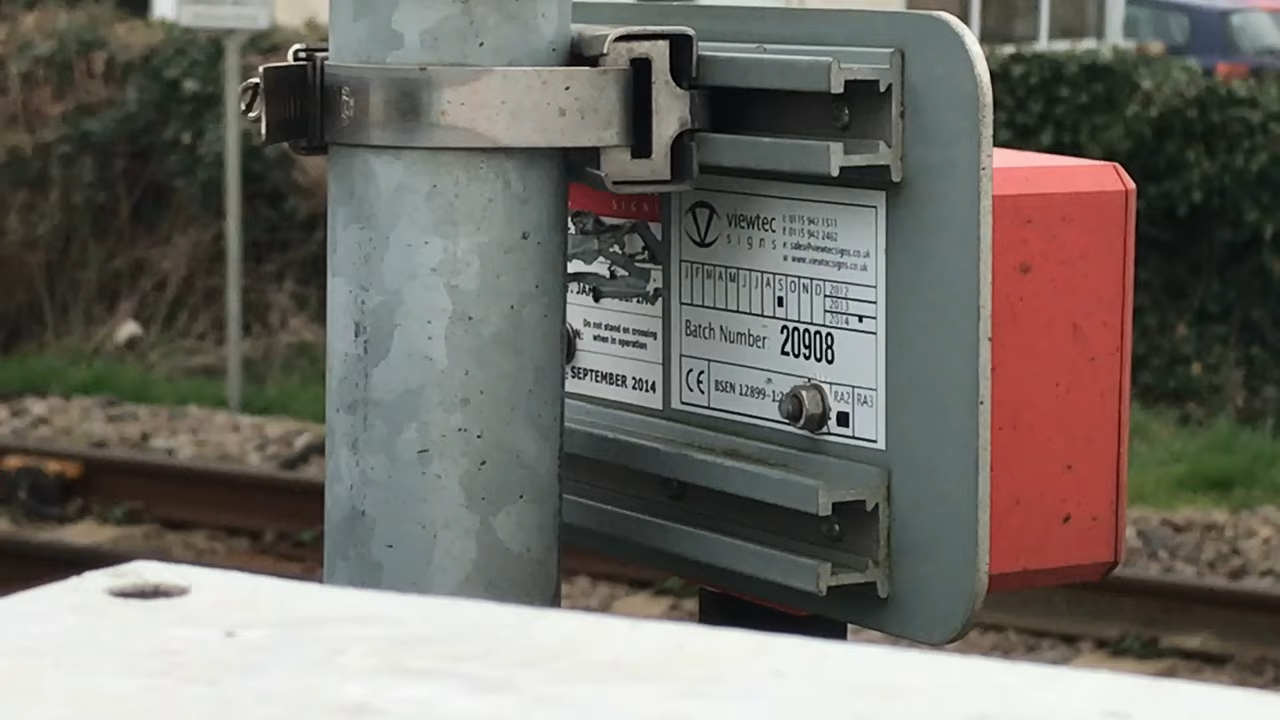 SIGN
Do not stand on crossing
when in operation
SEPTEMBER 2014
viewtec
signs
t: 0115 942 1511
f: 0115 942 2462
e: sales@viewtecsigns.co.uk
w: www.viewtecsigns.co.uk
J F M A M J J A S O N D
2012
2013
2014
Batch Number 20908
CE BSEN 12899-1:2
RA2 RA3